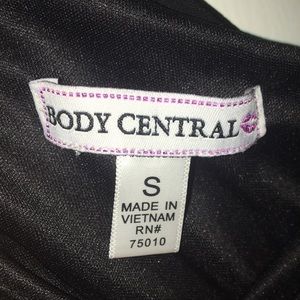 BODY CENTRAL
S
MADE IN
VIETNAM
RN#
75010